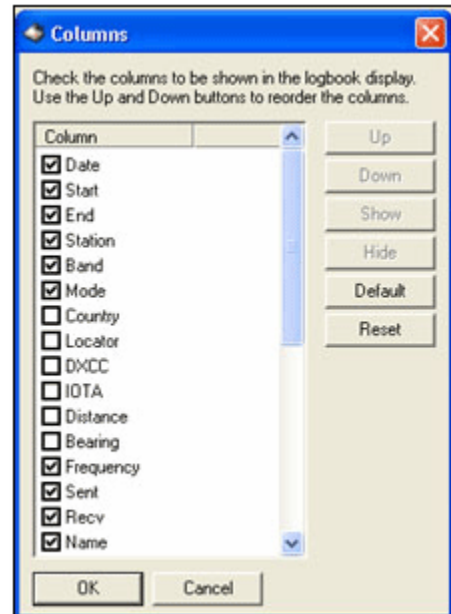 Columns
Check the columns to be shown in the logbook display.
Use the Up and Down buttons to reorder the columns.
Column
Date
Start
End
Station
Band
Mode
Country
Locator
DXCC
IOTA
Distance
Bearing
Frequency
Sent
Recv
Name
Up
Down
Show
Hide
Default
Reset
OK
Cancel